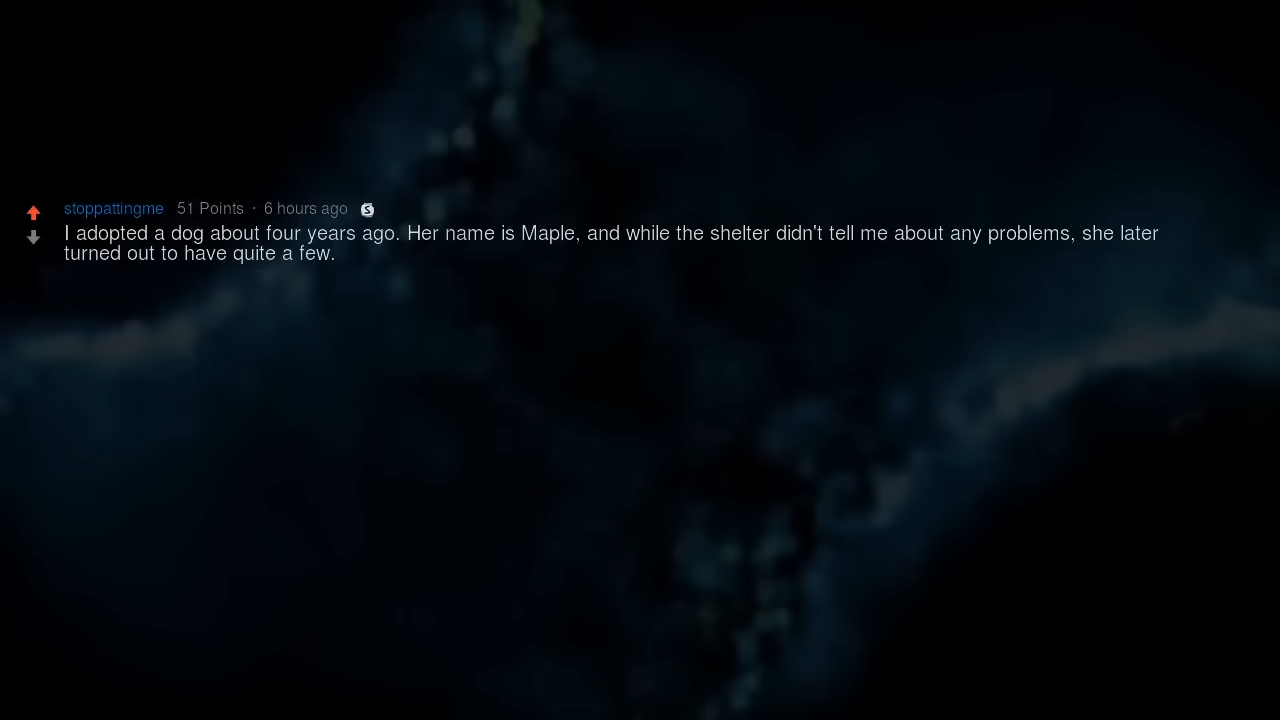 stoppattingme 51 Points · 6 hours ago
I adopted a dog about four years ago. Her name is Maple, and while the shelter didn't tell me about any problems, she later
turned out to have quite a few.